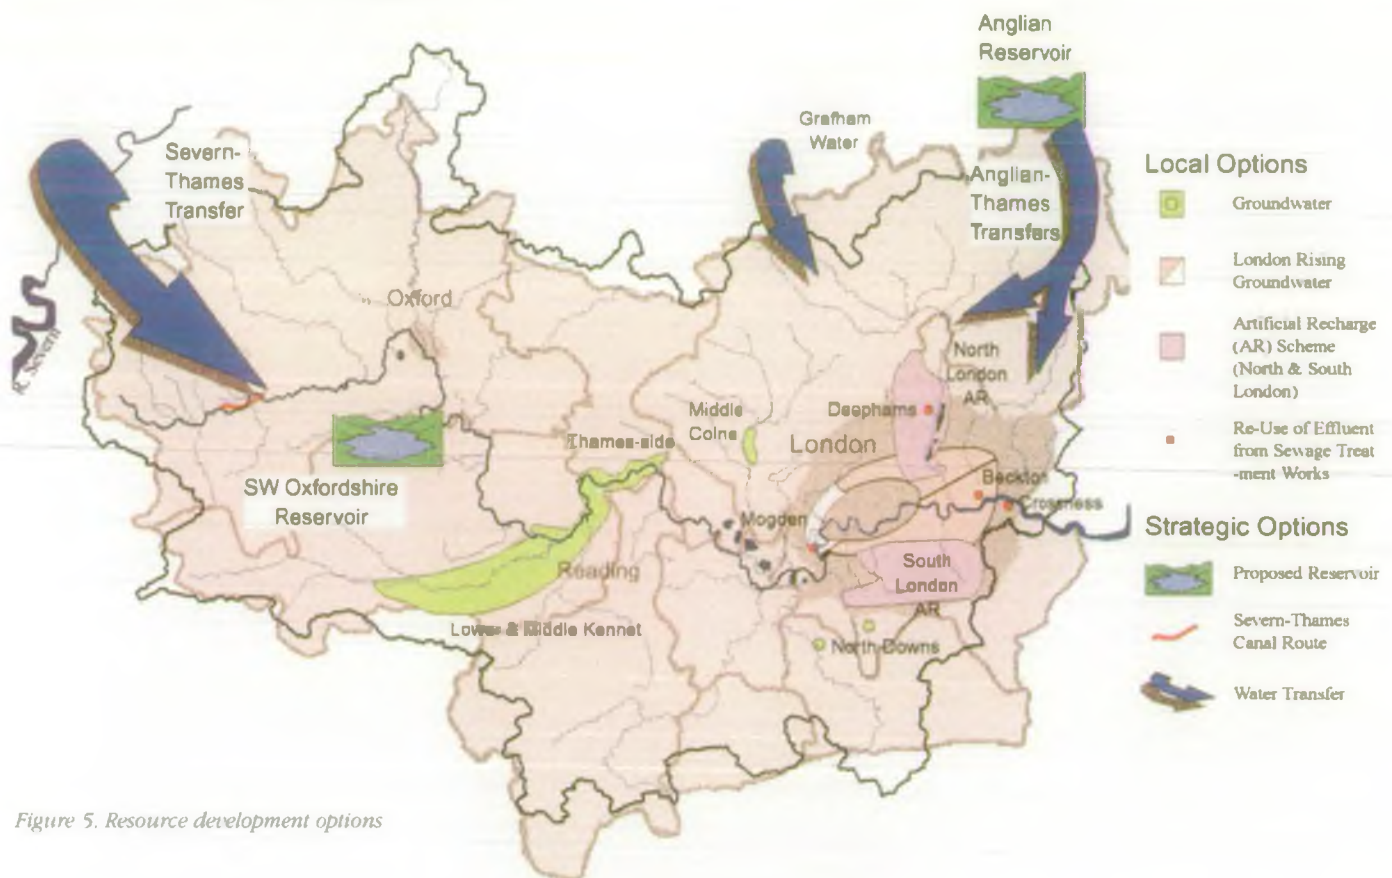 Anglian
Reservoir
Grafham
Water
Severn-
Thames
Transfer
Anglian-
Thames
Transfers
R. Severn
Oxford
North
London
AR
Middle
Colne
Deephams
London
Thames-side
SW Oxfordshire
Reservoir
Beckton
Crossness
Mogden
Reading
South
London
AR
Lower & Middle Kennet
North Downs
Local Options
Groundwater
London Rising
Groundwater
Artificial Recharge
(AR) Scheme
(North & South
London)
Re-Use of Effluent
from Sewage Treat
-ment Works
Strategic Options
Proposed Reservoir
Severn-Thames
Canal Route
Water Transfer
Figure 5. Resource development options